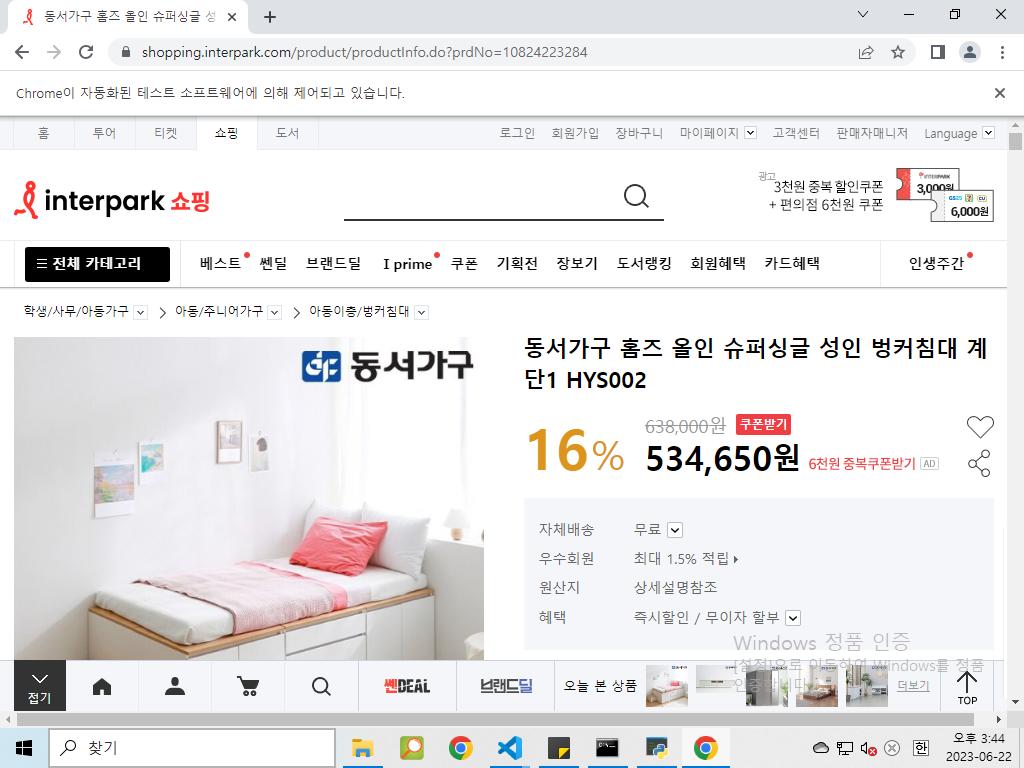 동서가구 홈즈 올인 슈퍼싱글 성
shopping.interpark.com/product/productInfo.do?prdNo=10824223284
Chrome이 자동화된 테스트 소프트웨어에 의해 제어되고 있습니다.
홈 투어 티켓 쇼핑 도서 로그인 회원가입 장바구니 마이페이지 고객센터 판매자매니저 Language
interpark 쇼핑
광고
3천원 중복 할인쿠폰
+ 편의점 6천원 쿠폰
INTERPARK
3,000원
GS25 CU
6,000원
전체 카테고리 베스트 쎈딜 브랜드딜 I prime 쿠폰 기획전 장보기 도서랭킹 회원혜택 카드혜택 인생주간
학생/사무/아동가구 아동/주니어가구 아동이층/벙커침대
동서가구
동서가구 홈즈 올인 슈퍼싱글 성인 벙커침대 계
단1 HYS002
16% 638,000원 쿠폰받기
534,650원 6천원 중복쿠폰받기 AD
자체배송 무료
우수회원 최대 1.5% 적립
원산지 상세설명참조
혜택 즉시할인 / 무이자 할부
Windows 정품 인증
[설정]으로 이동하여 Windows를 정품
인증합니다.
접기 쎈DEAL 브랜드딜 오늘 본 상품 더보기 TOP
찾기
한
오후 3:44
2023-06-22